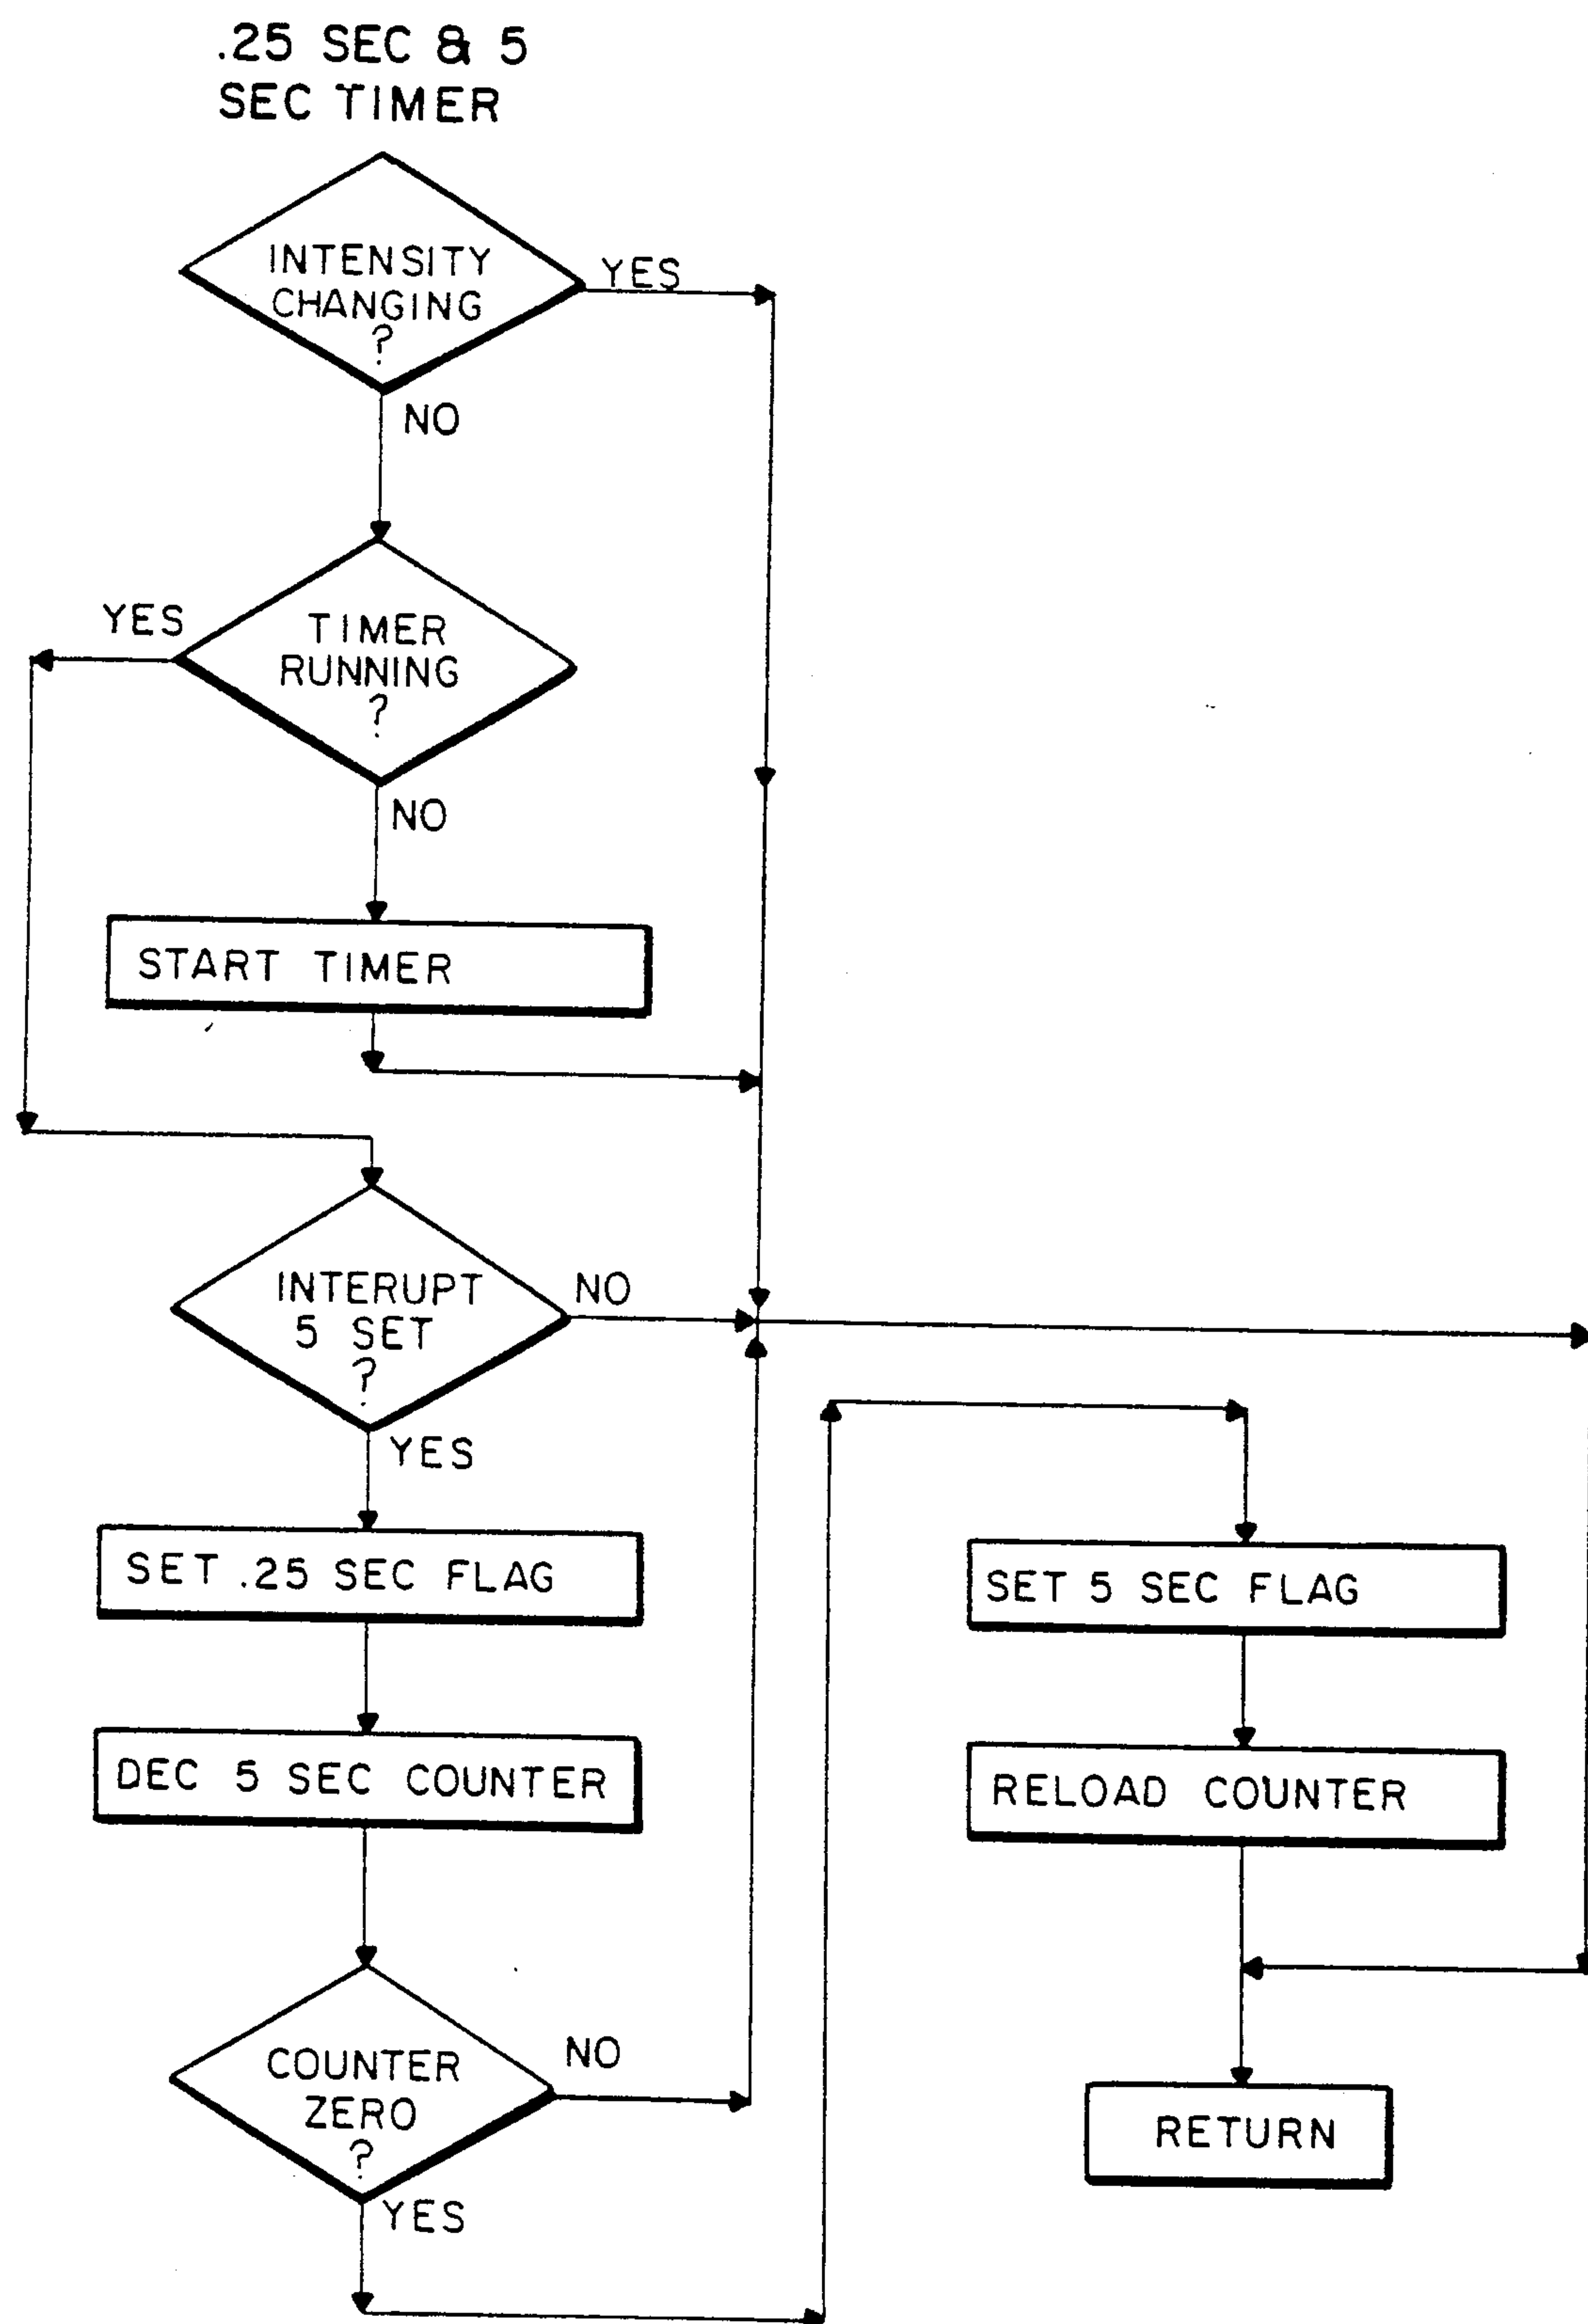 .25 SEC & 5
SEC TIMER
INTENSITY
CHANGING
?
YES
NO
TIMER
RUNNING
?
YES
NO
START TIMER
INTERUPT
5 SET
?
NO
YES
SET .25 SEC FLAG
DEC 5 SEC COUNTER
COUNTER
ZERO
?
NO
YES
SET 5 SEC FLAG
RELOAD COUNTER
RETURN